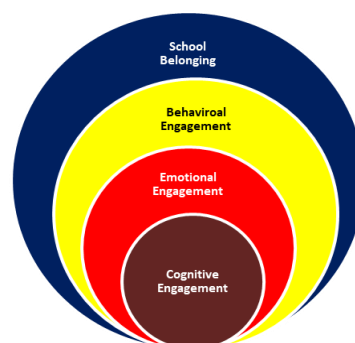 School
Belonging
Behaviroal
Engagement
Emotional
Engagement
Cognitive
Engagement